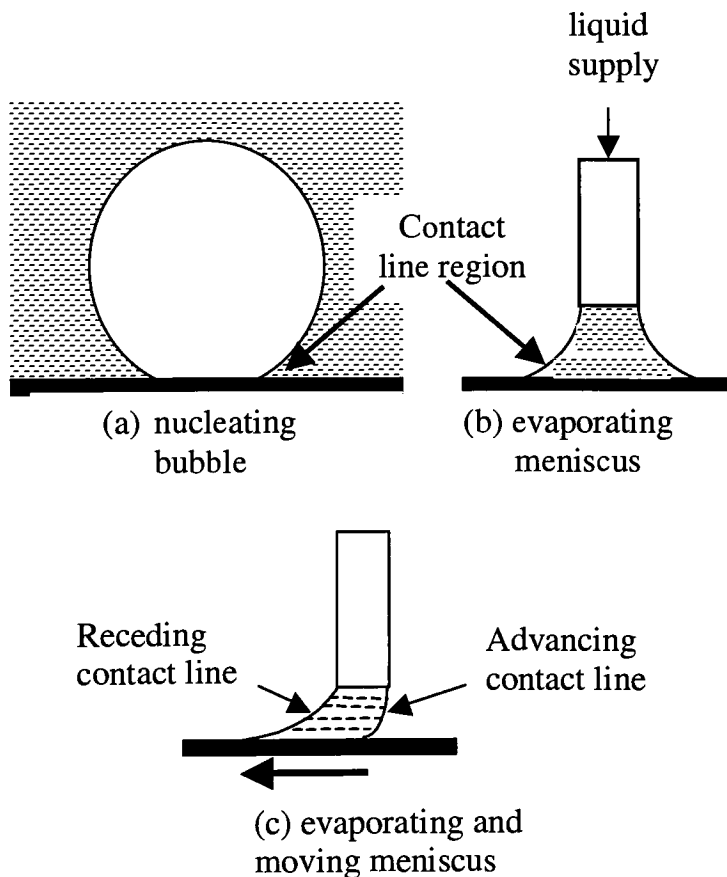 liquid
supply
Contact
line region
(a) nucleating
bubble
(b) evaporating
meniscus
Receding
contact line
Advancing
contact line
(c) evaporating and
moving meniscus